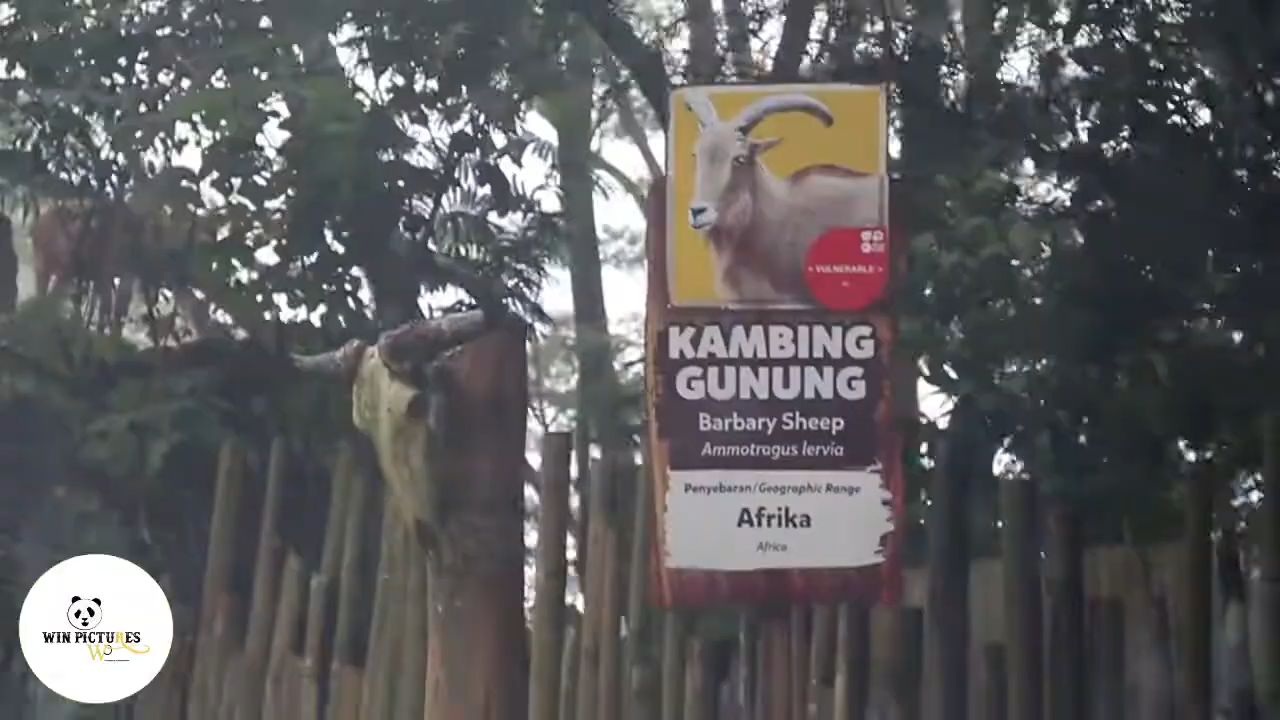 • VULNERABLE •
KAMBING
GUNUNG
Barbary Sheep
Ammotragus lervia
Penyebaran/Geographic Range
Afrika
Africa
WIN PICTURES